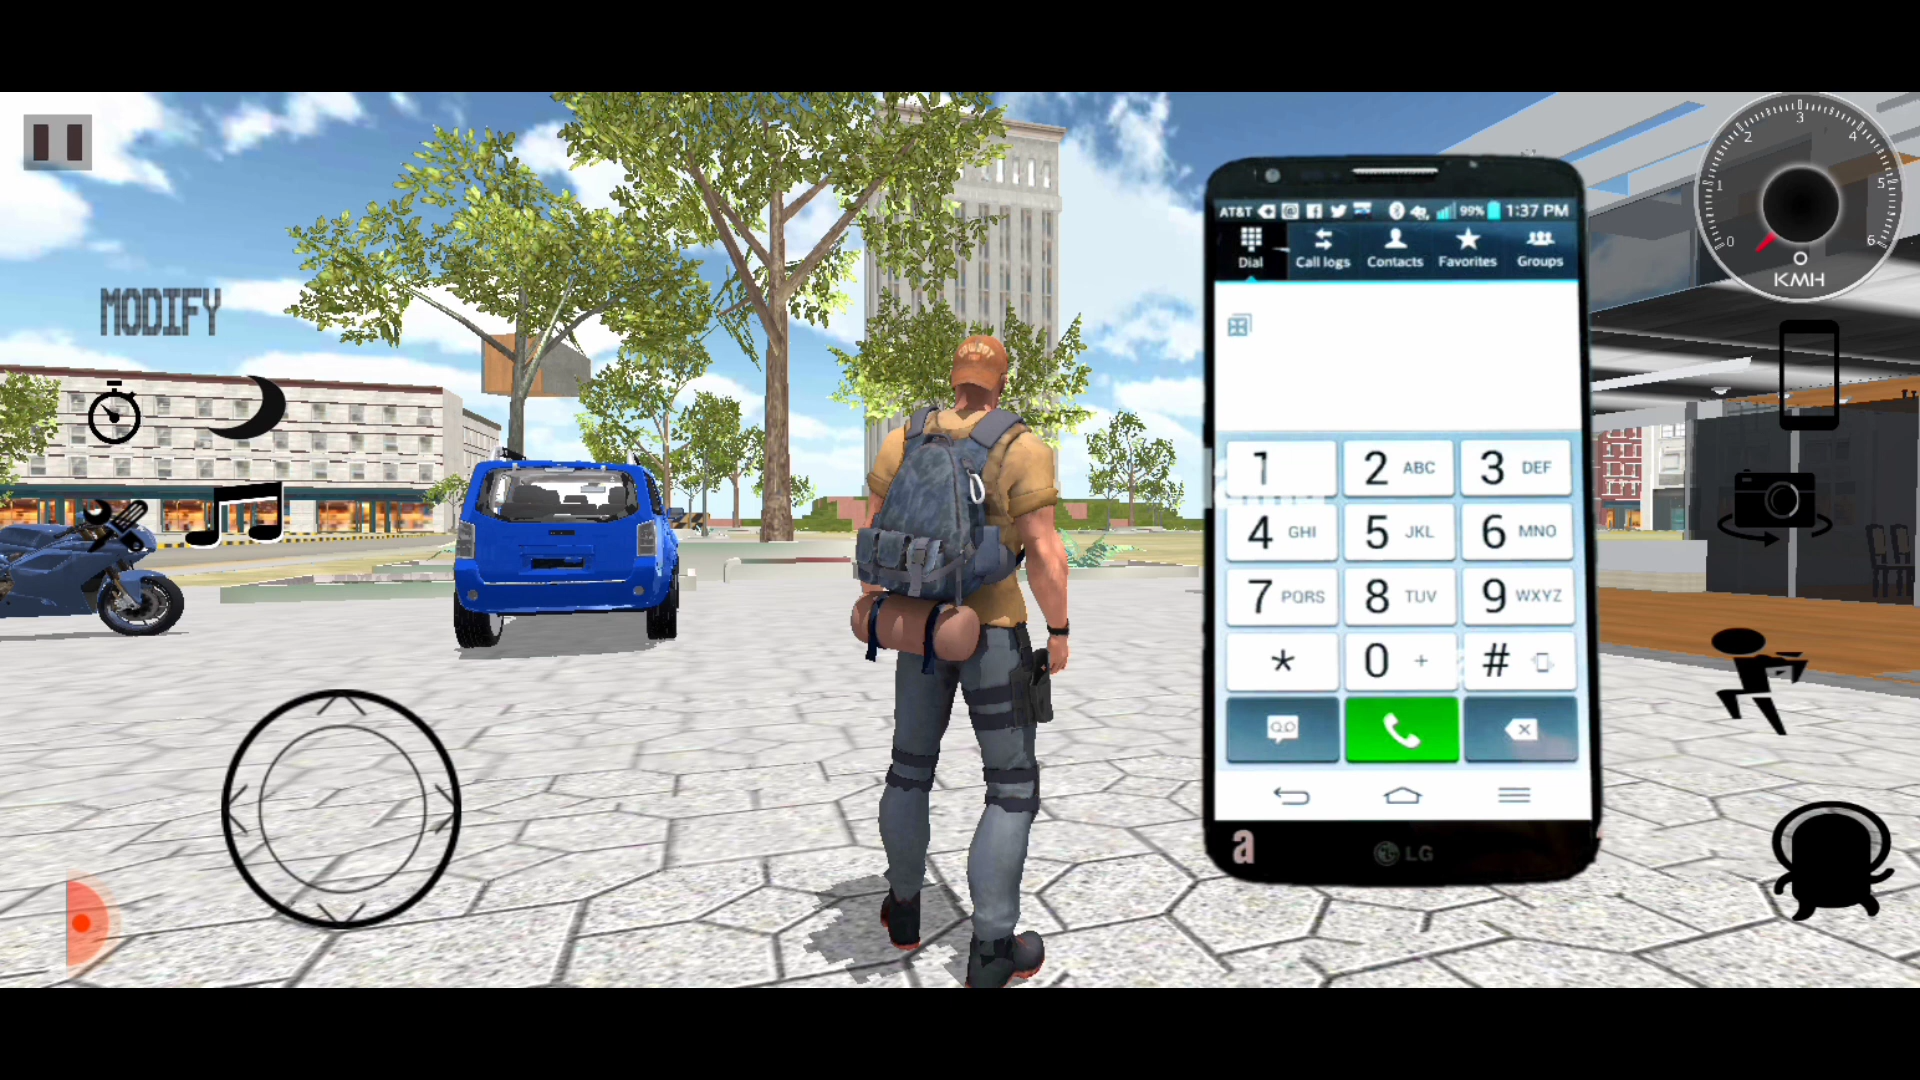 MODIFY
COWBOY
0 1 2 3 4 5 6
0
KMH
AT&T 99% 1:37 PM
Dial Call logs Contacts Favorites Groups
1
2 ABC
3 DEF
4 GHI
5 JKL
6 MNO
7 PQRS
8 TUV
9 WXYZ
*
0 +
#
a
LG